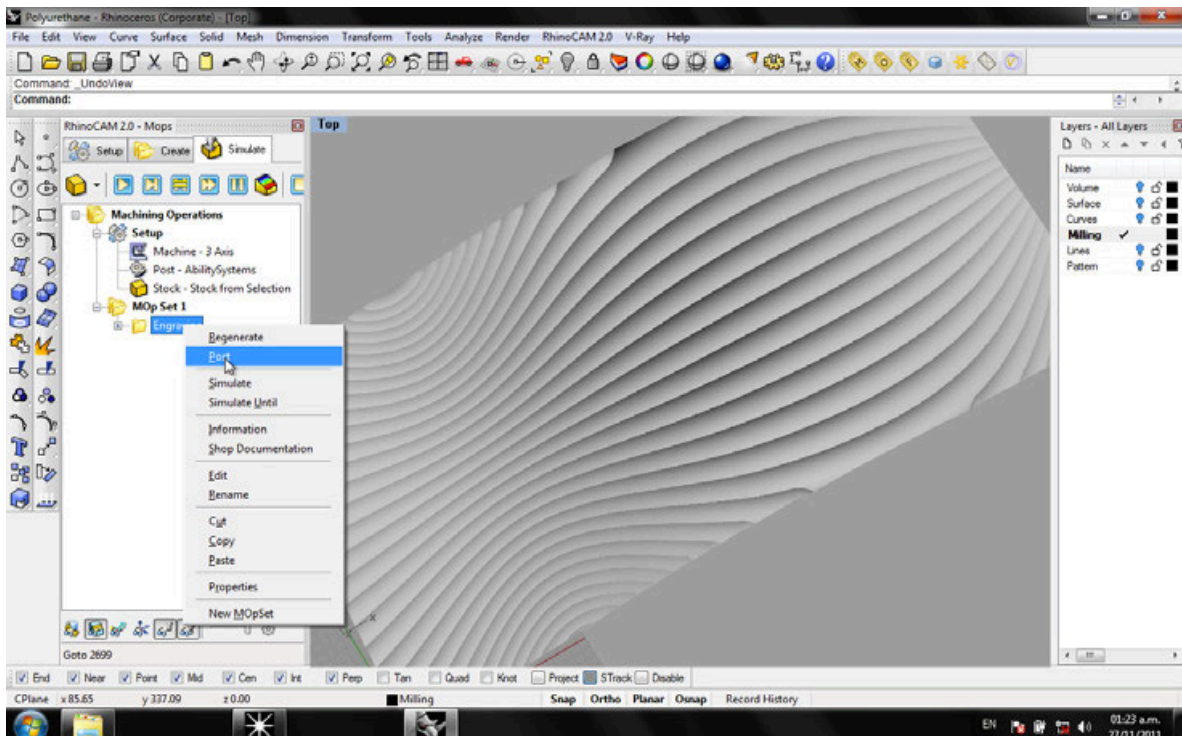 Polyurethane - Rhinoceros (Corporate) - [Top]
File Edit View Curve Surface Solid Mesh Dimension Transform Tools Analyze Render RhinoCAM 2.0 V-Ray Help
Command: _UndoView
Command:
RhinoCAM 2.0 - Mops
Setup Create Simulate
Machining Operations
Setup
Machine - 3 Axis
Post - AbilitySystems
Stock - Stock from Selection
MOp Set 1
Regenerate
Port
Simulate
Simulate Until
Information
Shop Documentation
Edit
Rename
Cut
Copy
Paste
Properties
New MOpSet
Goto 2699
Top
x
Layers - All Layers
Name
Volume
Surface
Curves
Milling
Lines
Pattern
End Near Point Mid Cen Int Perp Tan Quad Knot Project STrack Disable
CPlane x 85.65 y 337.09 z 0.00 Milling Snap Ortho Planar Osnap Record History
EN 01:23 a.m.
27/11/2011